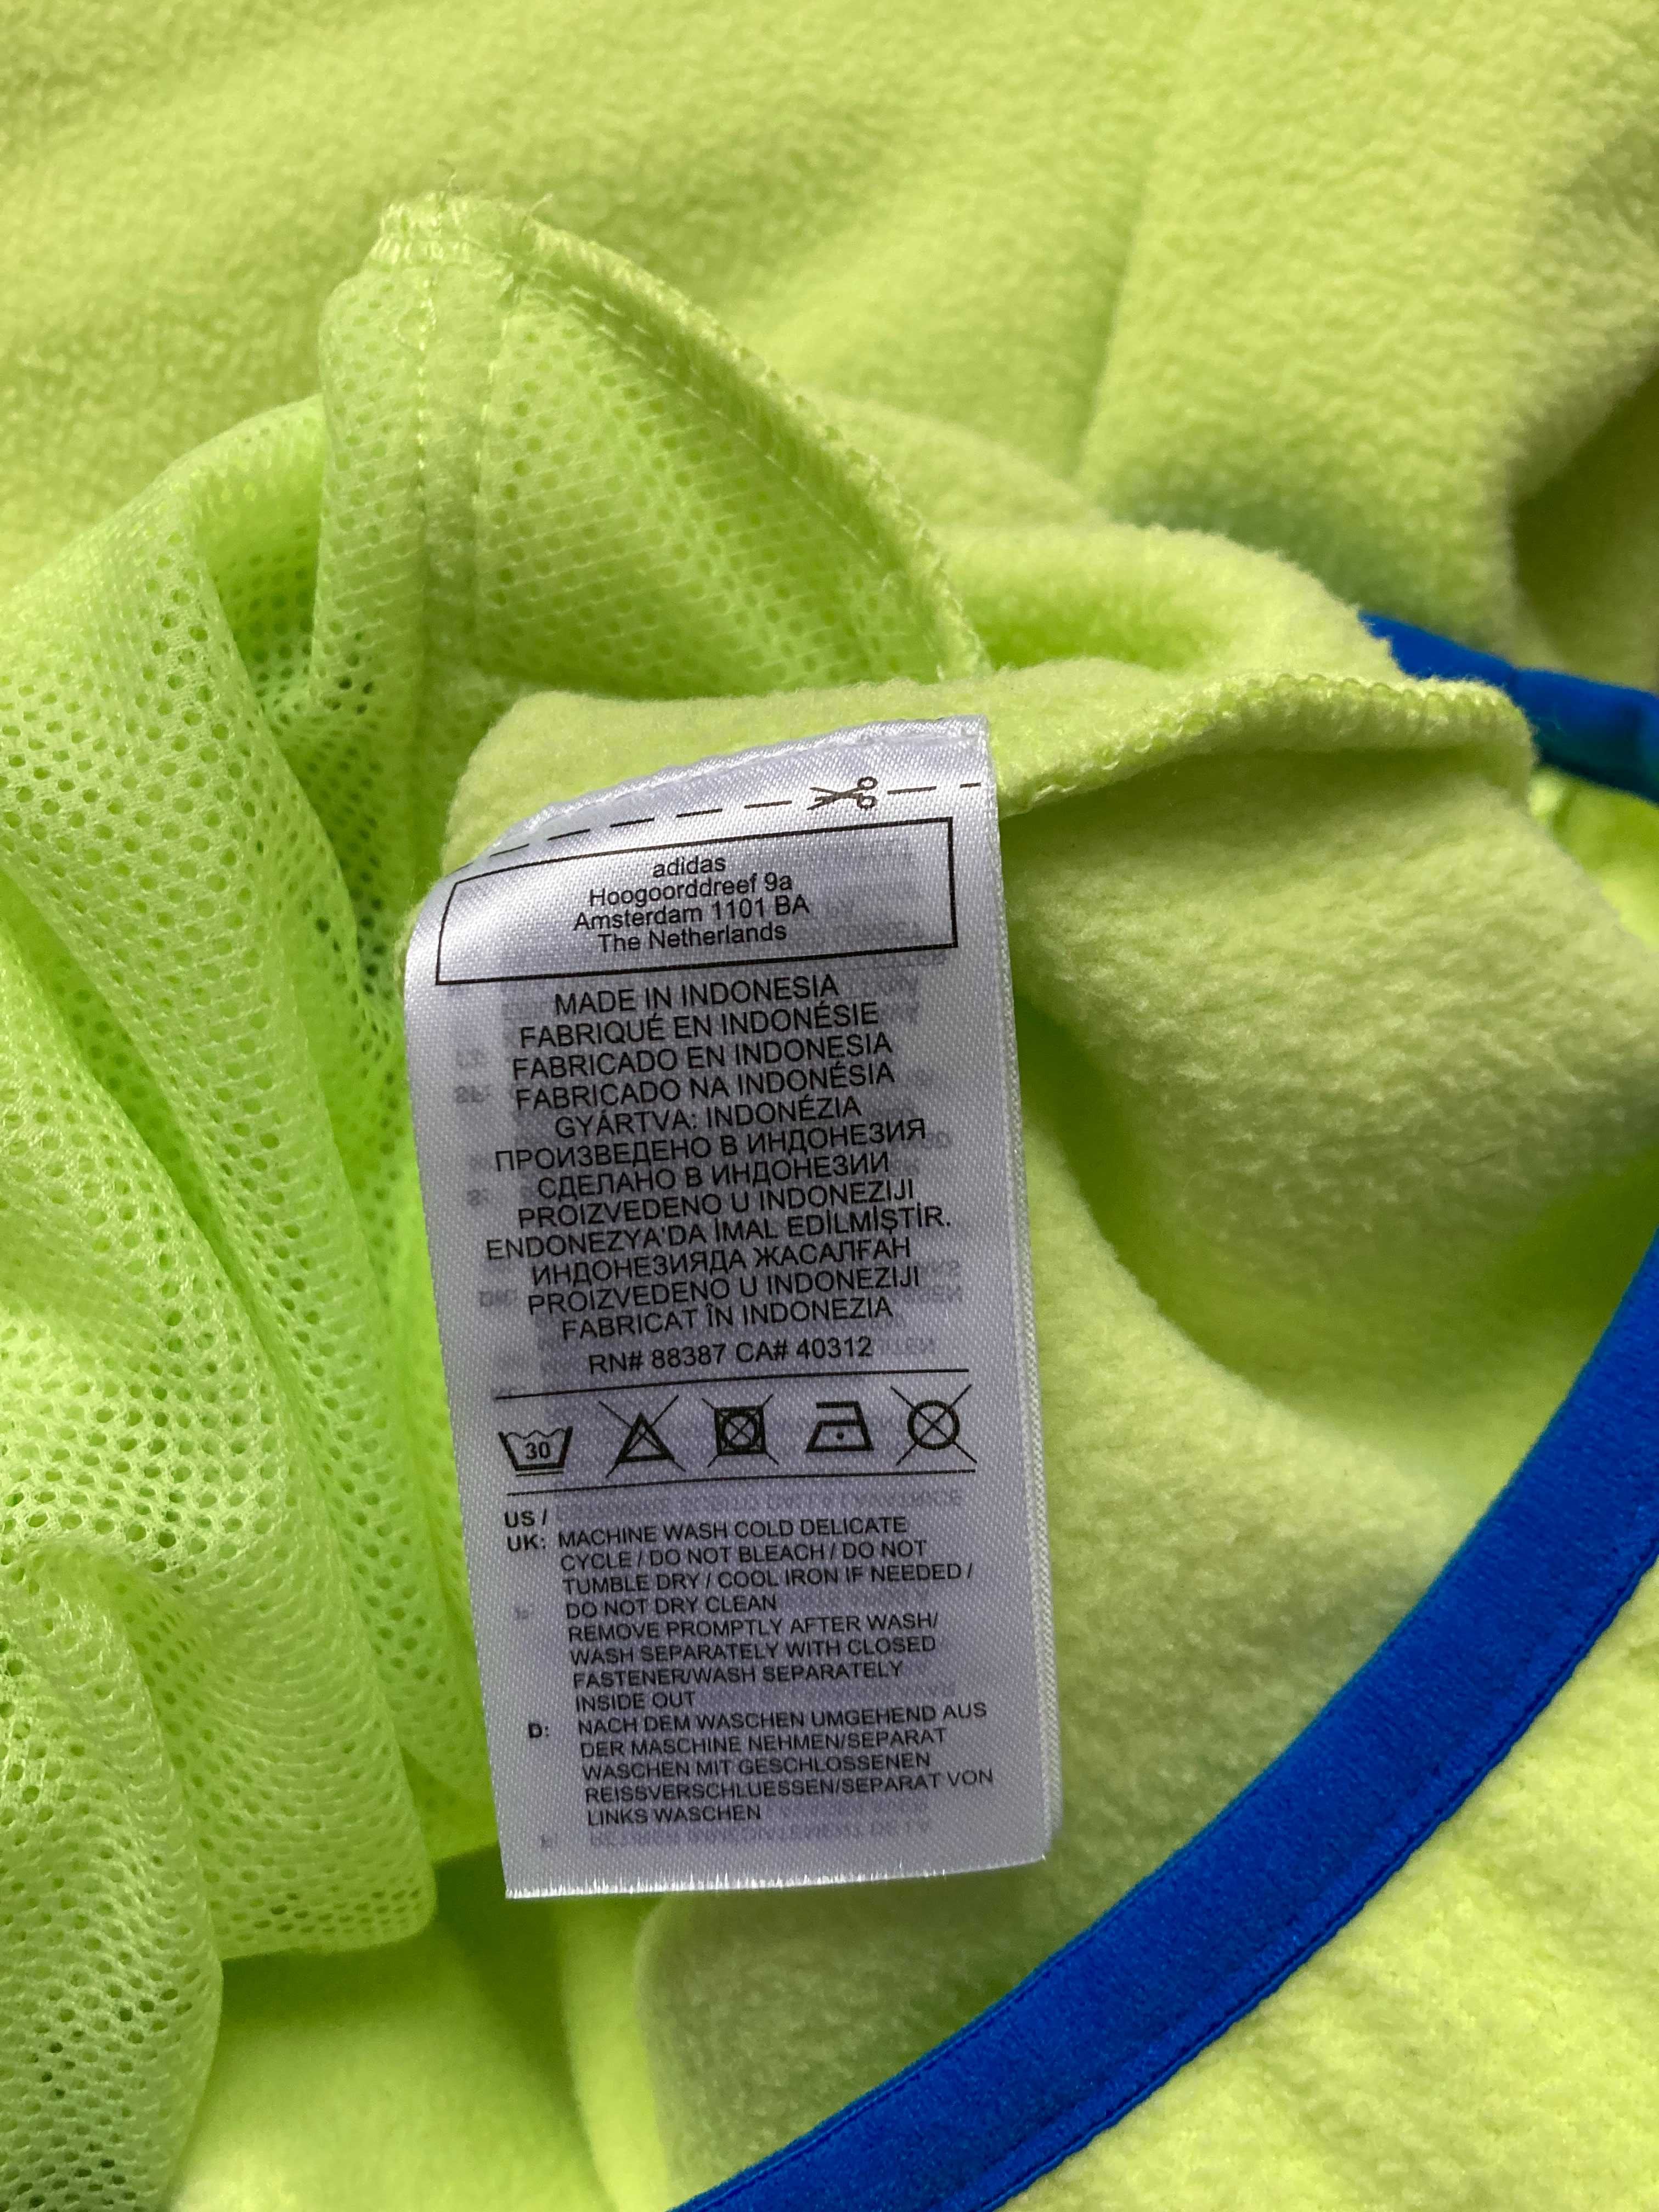 adidas
Hoogoorddreef 9a
Amsterdam 1101 BA
The Netherlands
MADE IN INDONESIA
FABRIQUÉ EN INDONÉSIE
FABRICADO EN INDONESIA
FABRICADO NA INDONÉSIA
GYÁRTVA: INDONÉZIA
ПРОИЗВЕДЕНО В ИНДОНЕЗИЯ
СДЕЛАНО В ИНДОНЕЗИИ
PROIZVEDENO U INDONEZIJI
ENDONEZYA'DA İMAL EDİLMİŞTİR.
ИНДОНЕЗИЯДА ЖАСАЛҒАН
PROIZVEDENO U INDONEZIJI
FABRICAT ÎN INDONEZIA
RN# 88387 CA# 40312
30
US /
UK: MACHINE WASH COLD DELICATE
CYCLE / DO NOT BLEACH / DO NOT
TUMBLE DRY / COOL IRON IF NEEDED /
DO NOT DRY CLEAN
REMOVE PROMPTLY AFTER WASH/
WASH SEPARATELY WITH CLOSED
FASTENER/WASH SEPARATELY
INSIDE OUT
D: NACH DEM WASCHEN UMGEHEND AUS
DER MASCHINE NEHMEN/SEPARAT
WASCHEN MIT GESCHLOSSENEN
REISSVERSCHLUESSEN/SEPARAT VON
LINKS WASCHEN